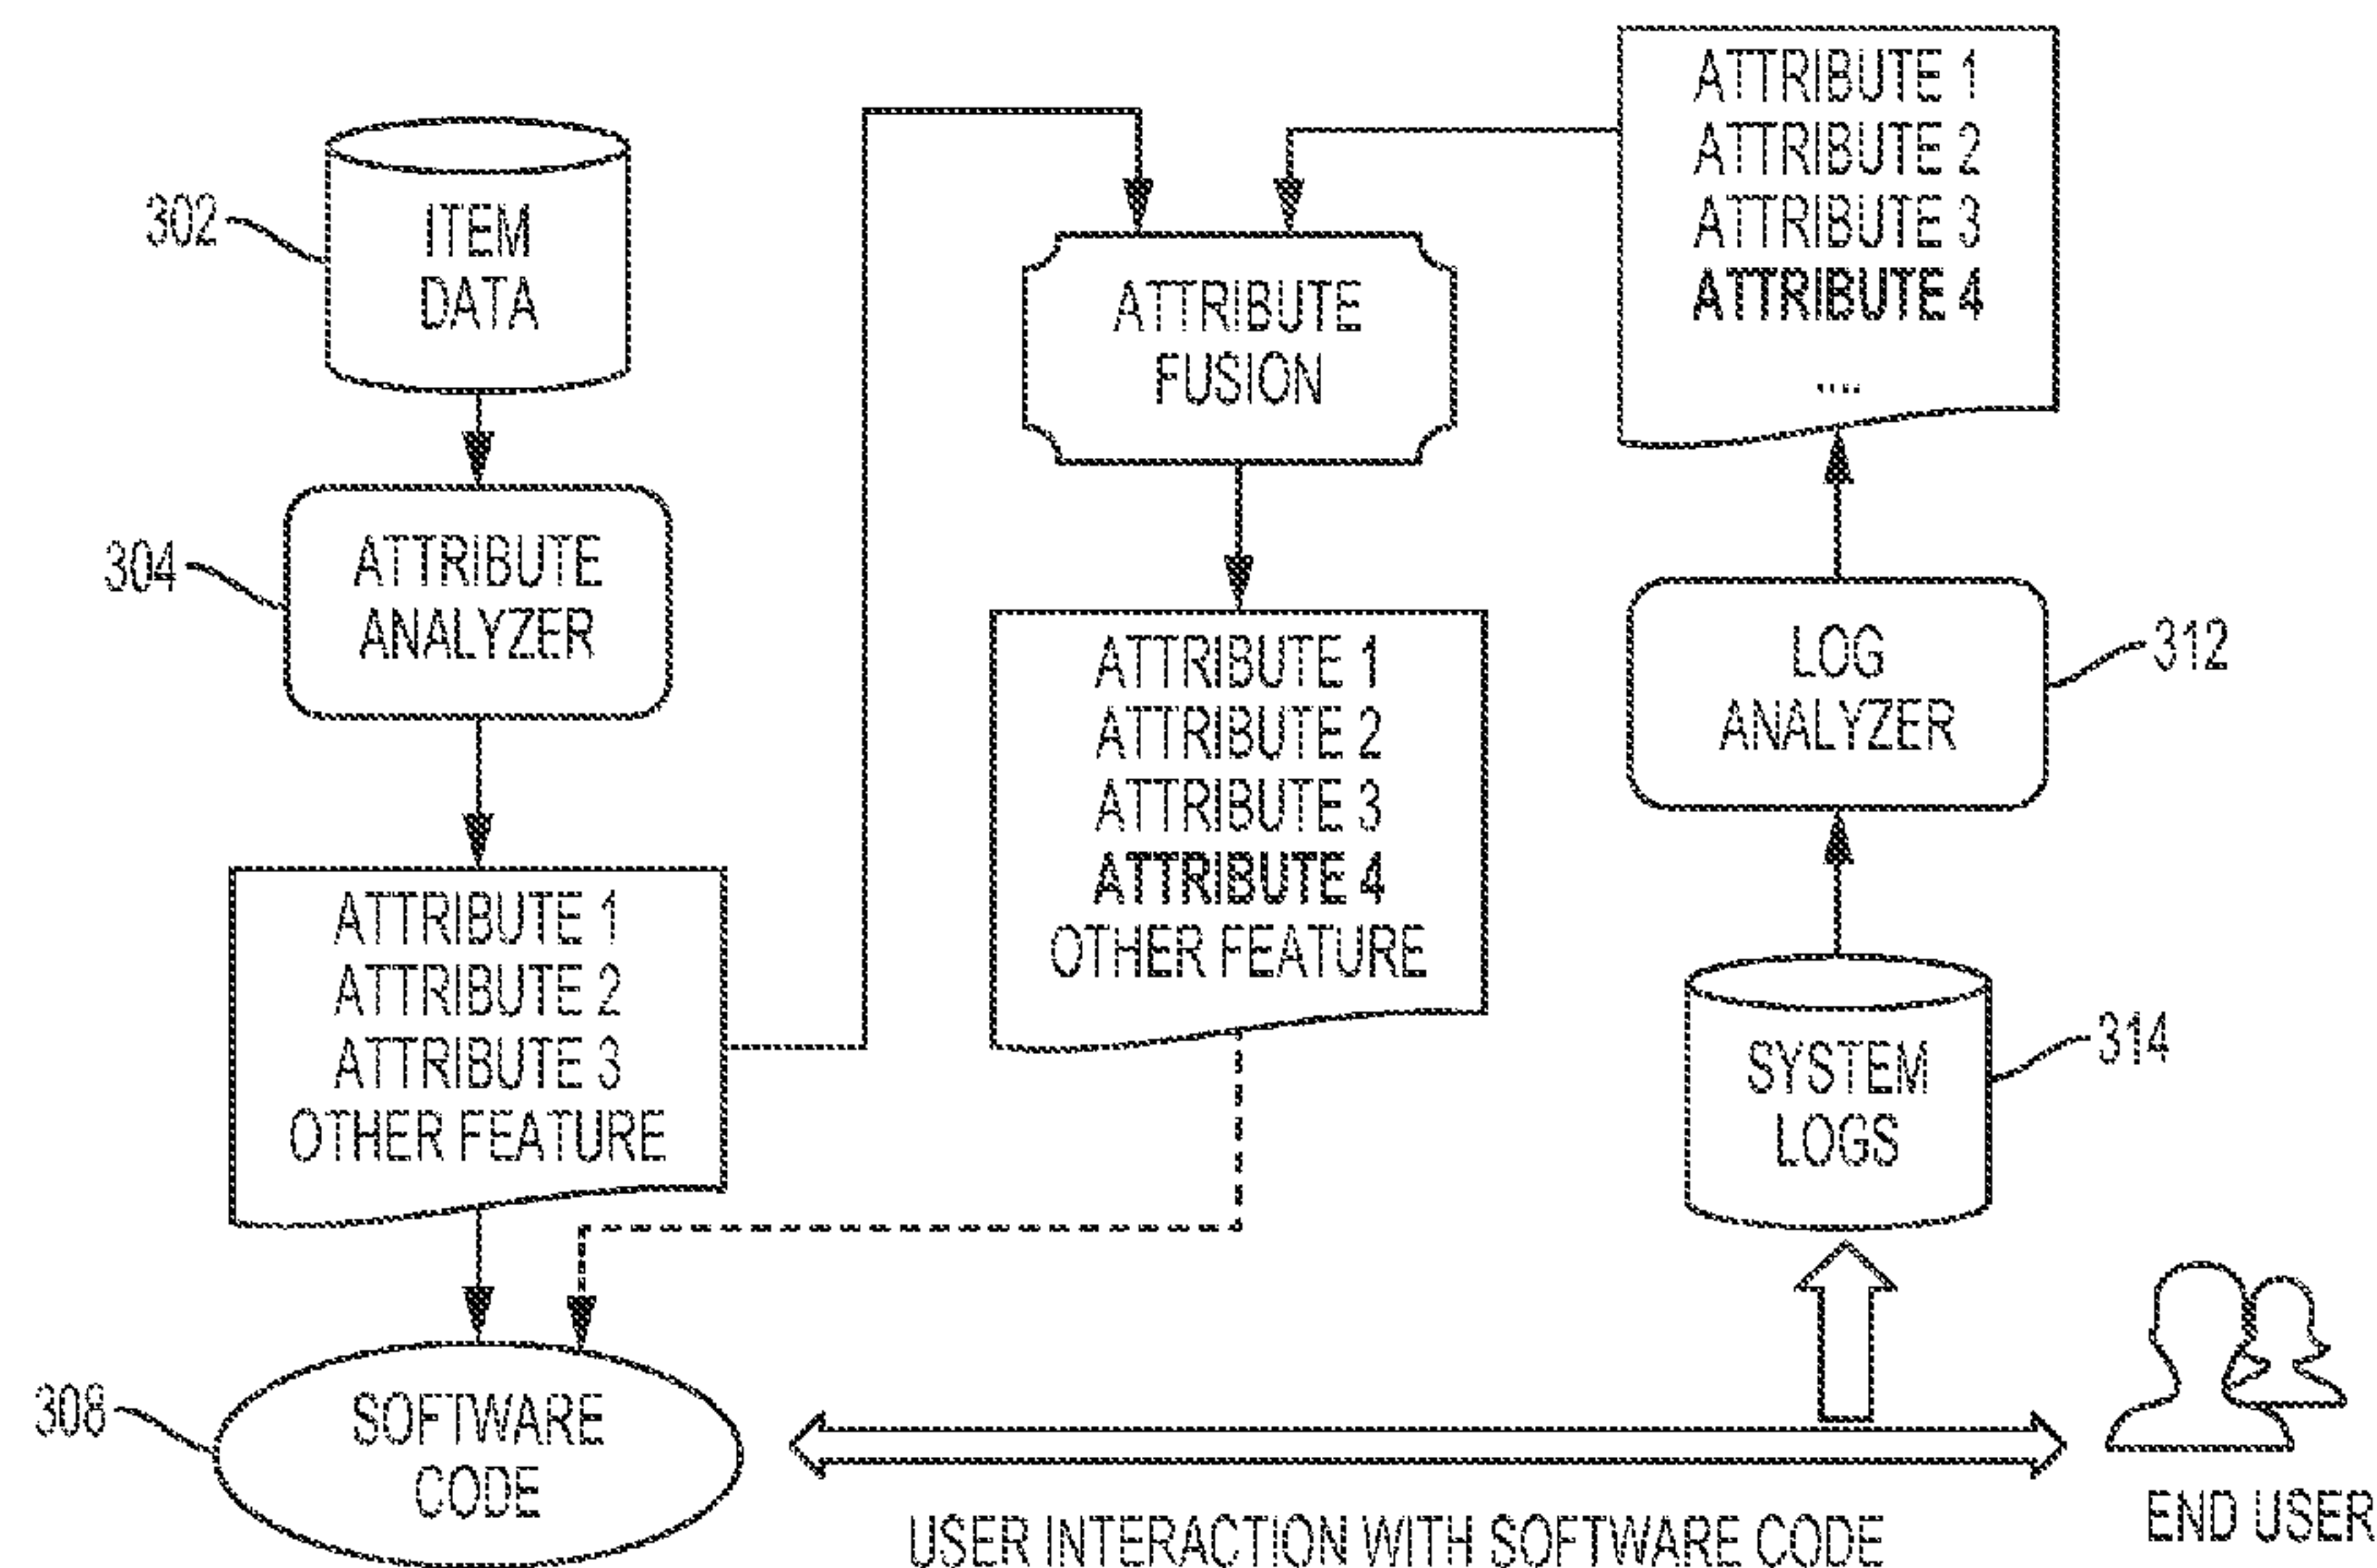 302
ITEM
DATA
304
ATTRIBUTE
ANALYZER
ATTRIBUTE 1
ATTRIBUTE 2
ATTRIBUTE 3
OTHER FEATURE
308
SOFTWARE
CODE
ATTRIBUTE
FUSION
ATTRIBUTE 1
ATTRIBUTE 2
ATTRIBUTE 3
ATTRIBUTE 4
OTHER FEATURE
ATTRIBUTE 1
ATTRIBUTE 2
ATTRIBUTE 3
ATTRIBUTE 4
....
LOG
ANALYZER
312
SYSTEM
LOGS
314
USER INTERACTION WITH SOFTWARE CODE
END USER